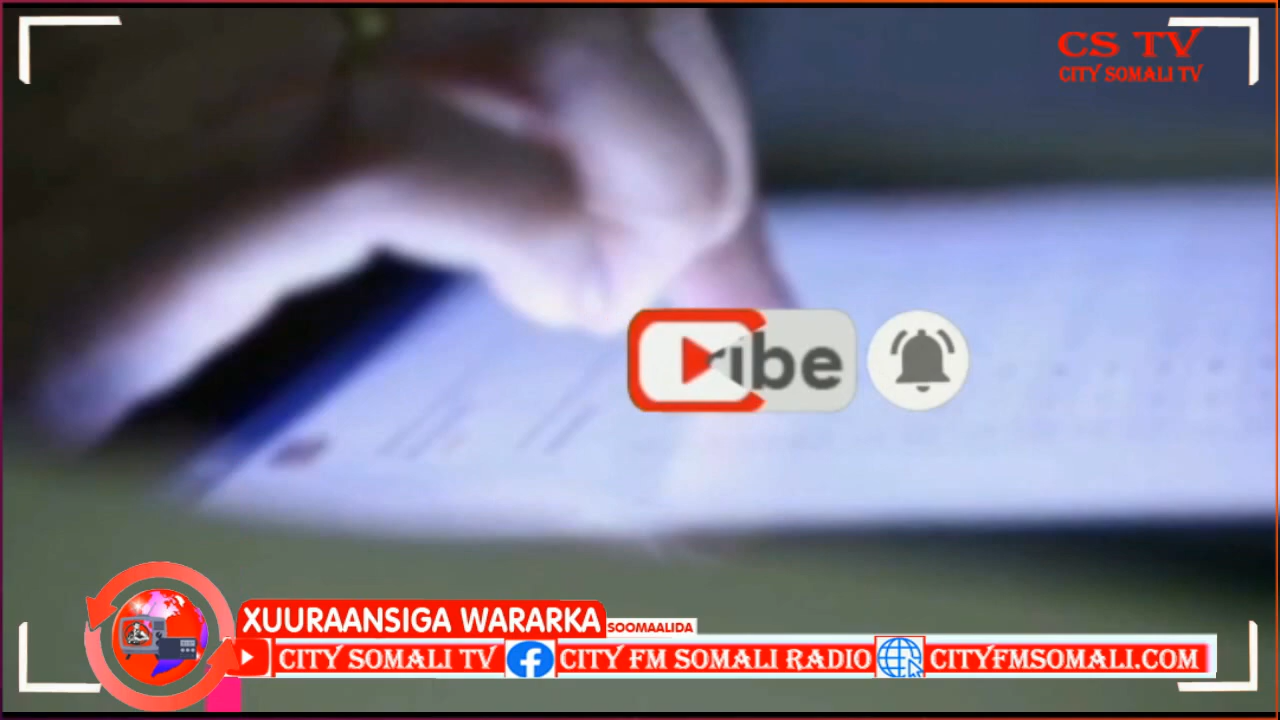 CS TV
CITY SOMALI TV
ribe
XUURAANSIGA WARARKA
SOOMAALIDA
CITY SOMALI TV CITY FM SOMALI RADIO CITYFMSOMALI.COM